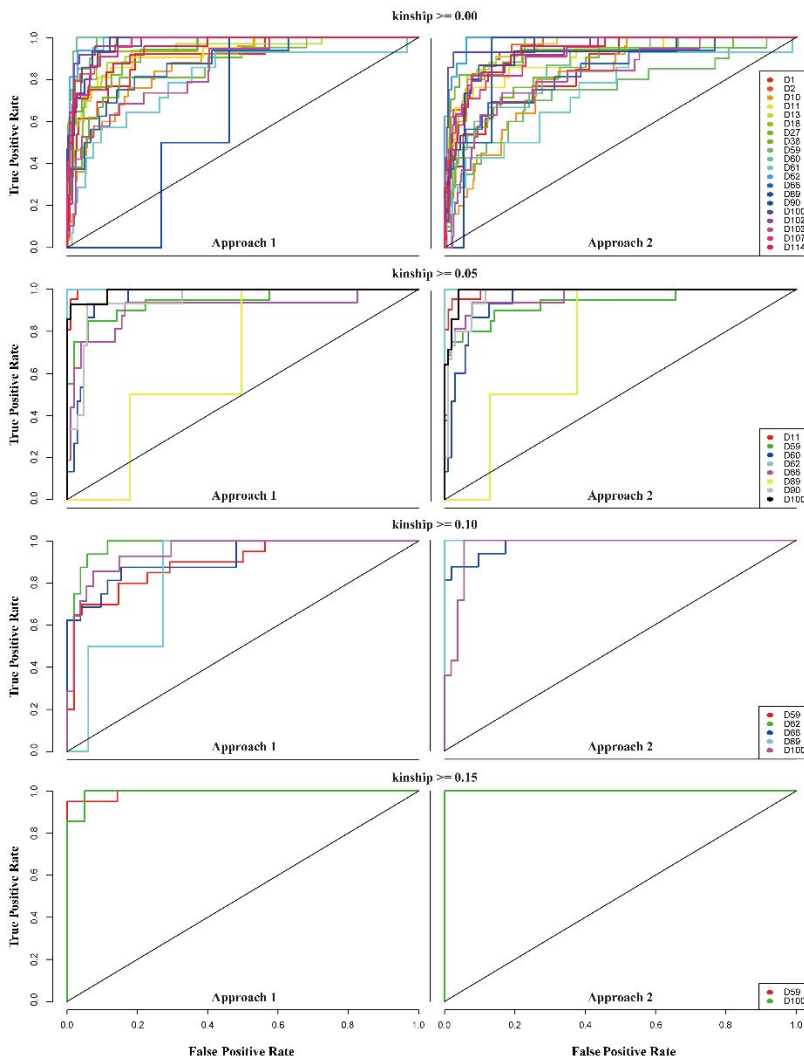 kinship >= 0.00
True Positive Rate
1.0
0.8
0.6
0.4
0.2
0.0
Approach 1
Approach 2
D1
D2
D10
D11
D13
D18
D27
D38
D59
D60
D61
D62
D66
D89
D90
D100
D102
D103
D107
D114
kinship >= 0.05
True Positive Rate
1.0
0.8
0.6
0.4
0.2
0.0
Approach 1
Approach 2
D11
D59
D60
D62
D66
D89
D90
D100
kinship >= 0.10
True Positive Rate
1.0
0.8
0.6
0.4
0.2
0.0
Approach 1
Approach 2
D59
D62
D66
D89
D100
kinship >= 0.15
True Positive Rate
1.0
0.8
0.6
0.4
0.2
0.0
Approach 1
Approach 2
D59
D100
0.0 0.2 0.4 0.6 0.8 1.0 0.0 0.2 0.4 0.6 0.8 1.0
False Positive Rate False Positive Rate